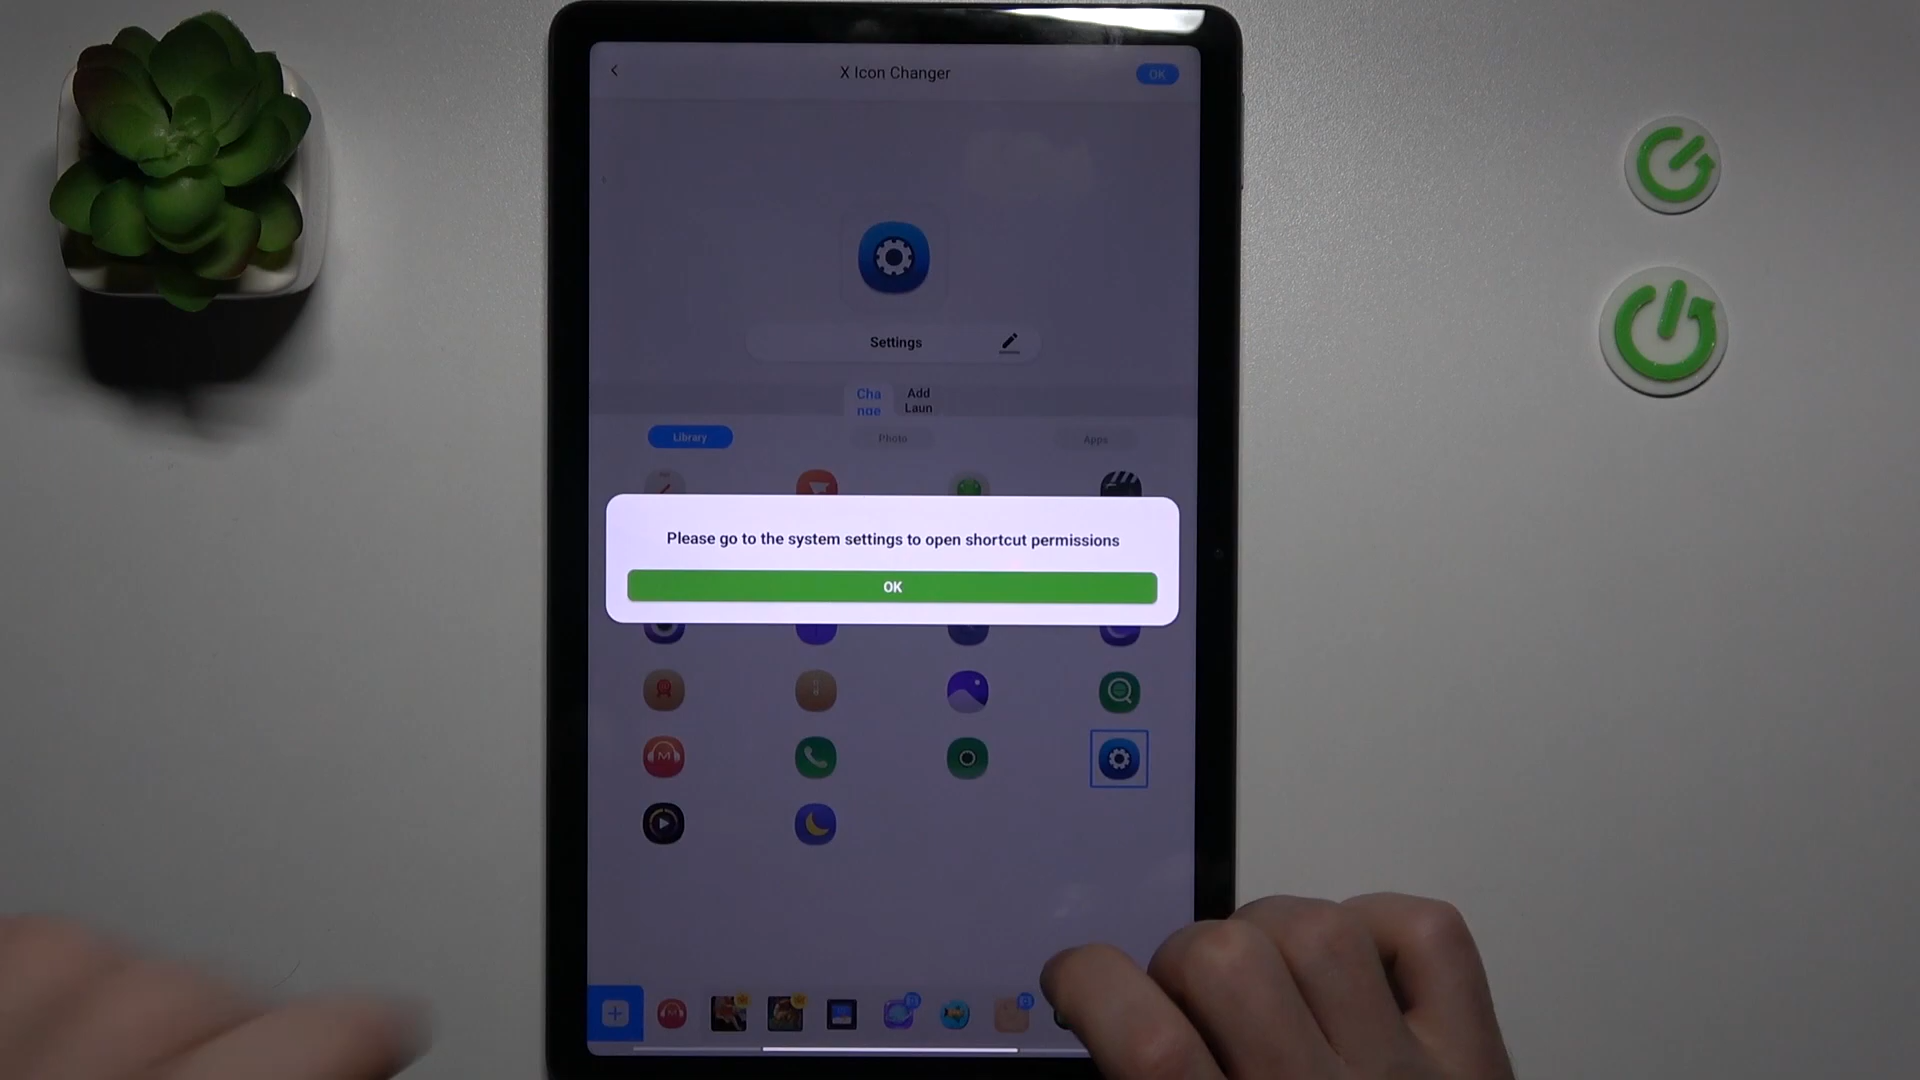 X Icon Changer
OK
Settings
Cha
nge
Add
Laun
Library
Photo
Apps
Please go to the system settings to open shortcut permissions
OK
M